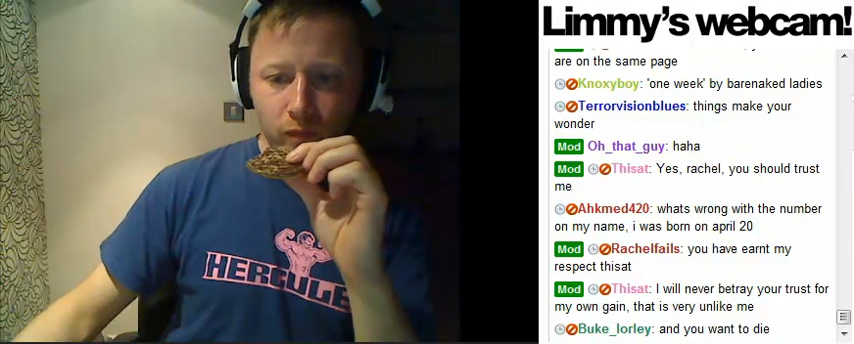 Limmy's webcam!
are on the same page
Knoxyboy: 'one week' by barenaked ladies
Terrorvisionblues: things make your
wonder
Mod Oh_that_guy: haha
Mod Thisat: Yes, rachel, you should trust
me
Ahkmed420: whats wrong with the number
on my name, i was born on april 20
Mod Rachelfails: you have earnt my
respect thisat
Mod Thisat: I will never betray your trust for
my own gain, that is very unlike me
Buke_lorley: and you want to die
HERCULE